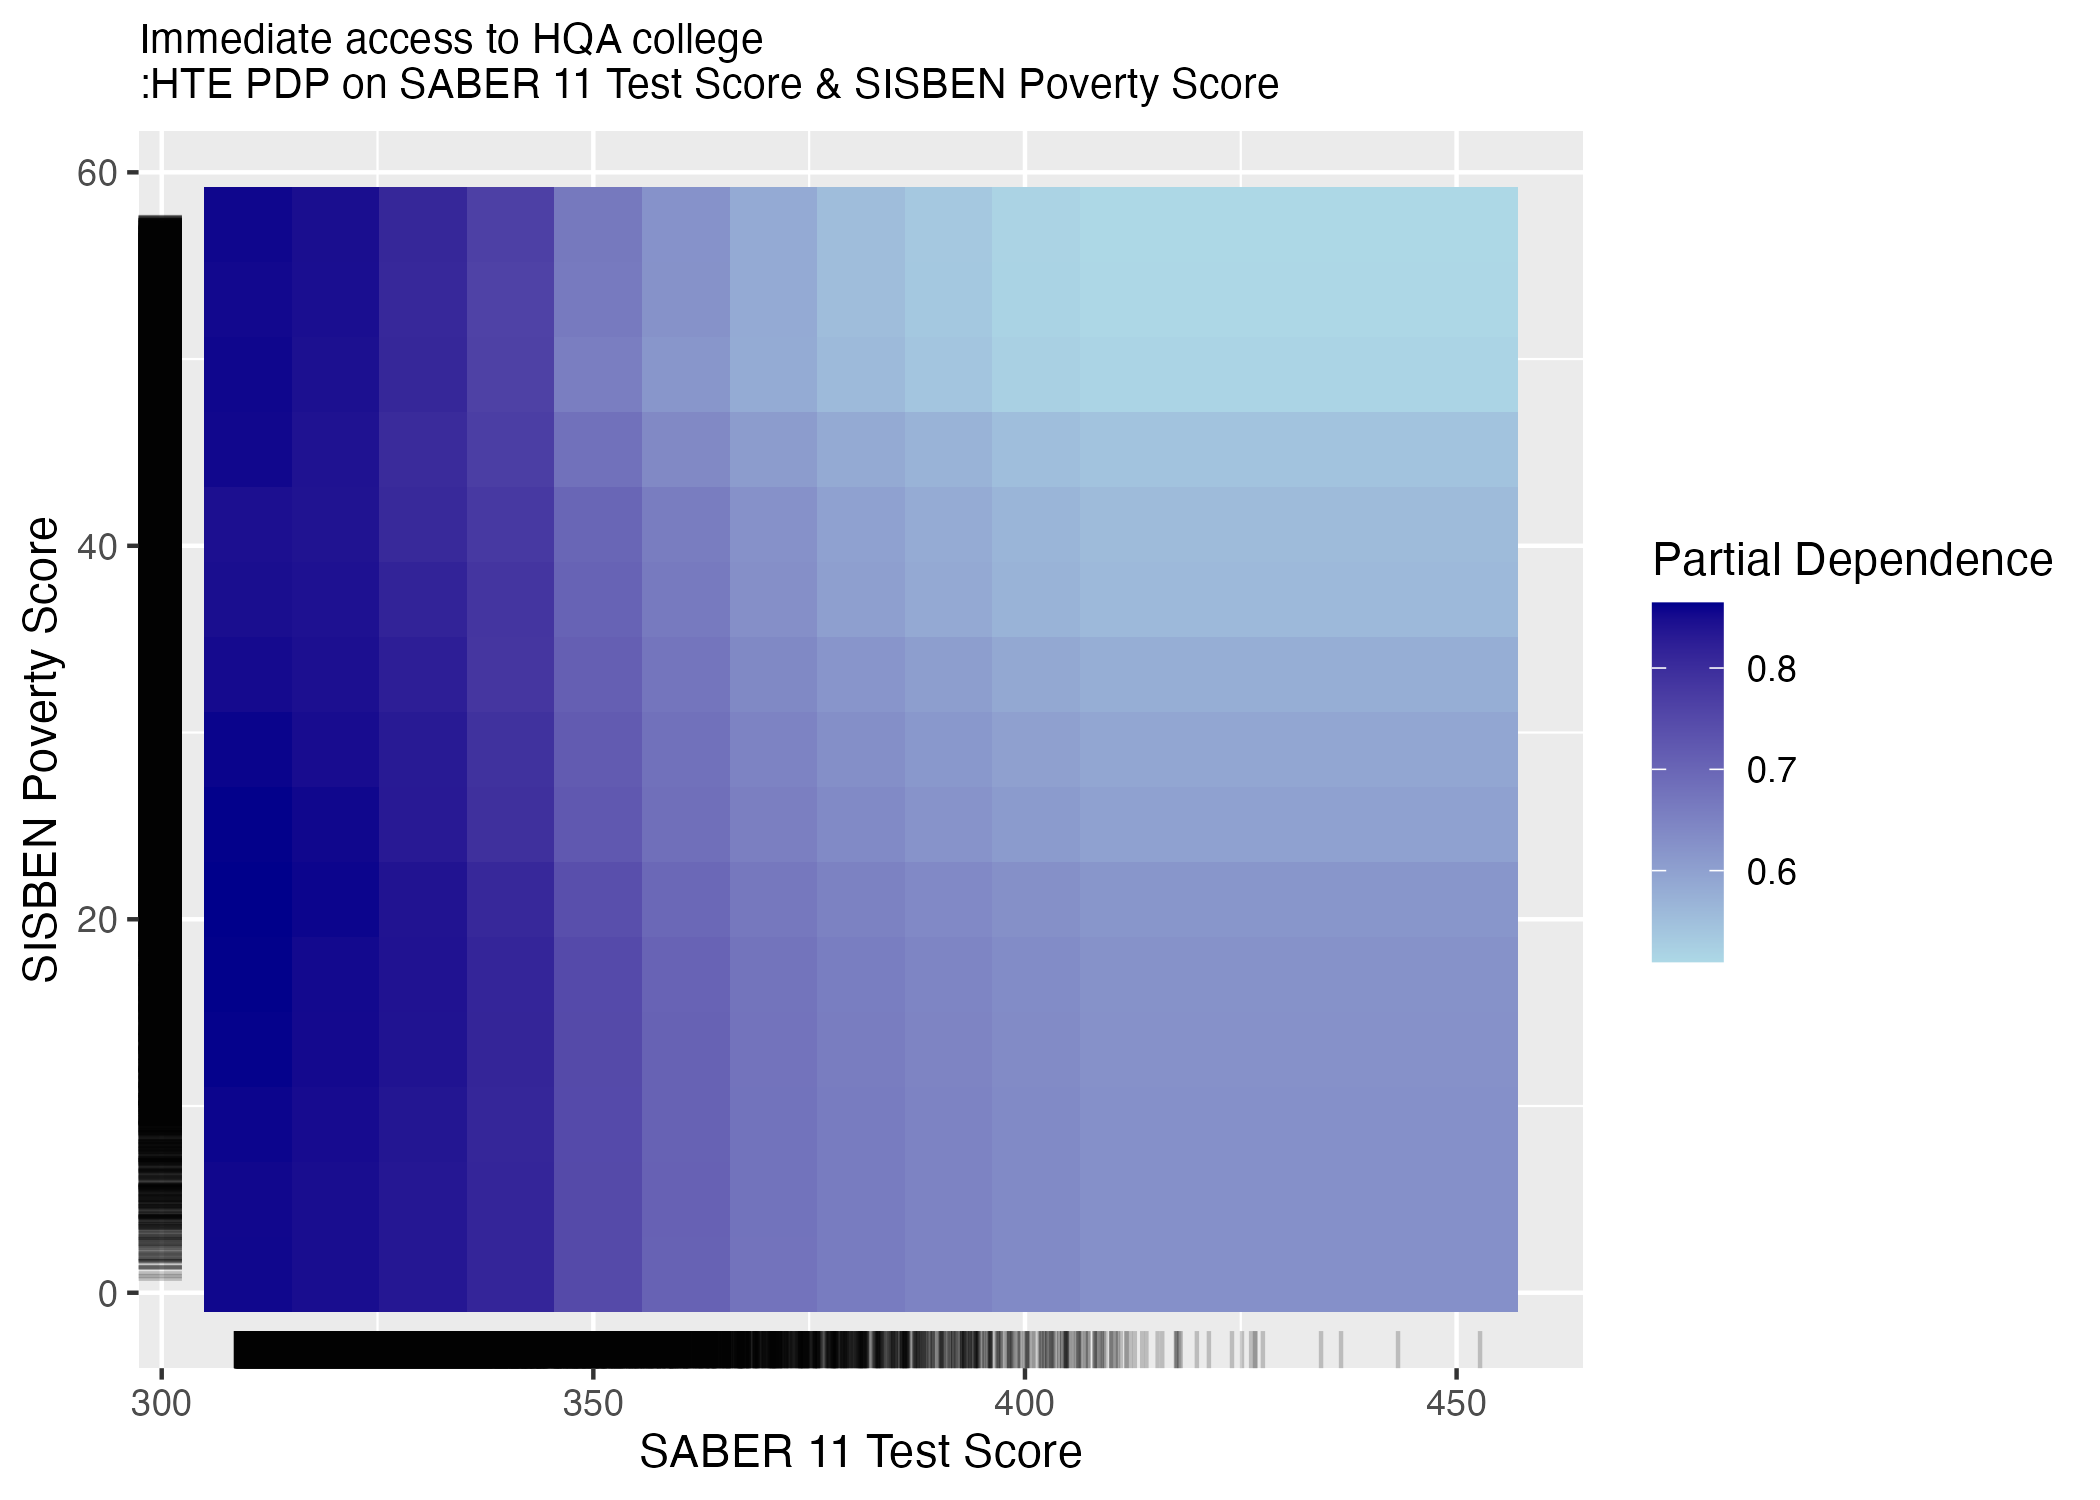 Immediate access to HQA college
:HTE PDP on SABER 11 Test Score & SISBEN Poverty Score
60
40
20
0
SISBEN Poverty Score
300
350
400
450
SABER 11 Test Score
Partial Dependence
0.8
0.7
0.6